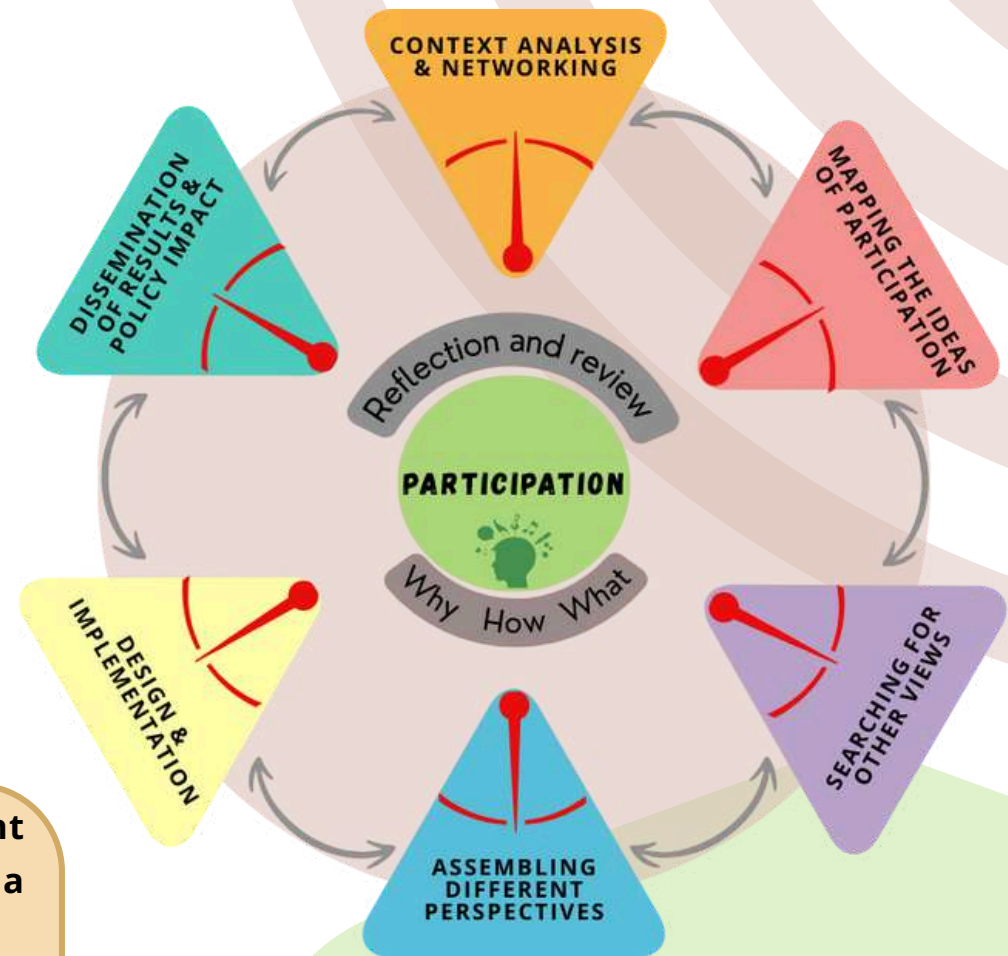 CONTEXT ANALYSIS
& NETWORKING
MAPPING THE IDEAS
OF PARTICIPATION
SEARCHING FOR
OTHER VIEWS
ASSEMBLING
DIFFERENT
PERSPECTIVES
DESIGN &
IMPLEMENTATION
DISSEMINATION
OF RESULTS &
POLICY IMPACT
Reflection and review
PARTICIPATION
Why How What
nt
a